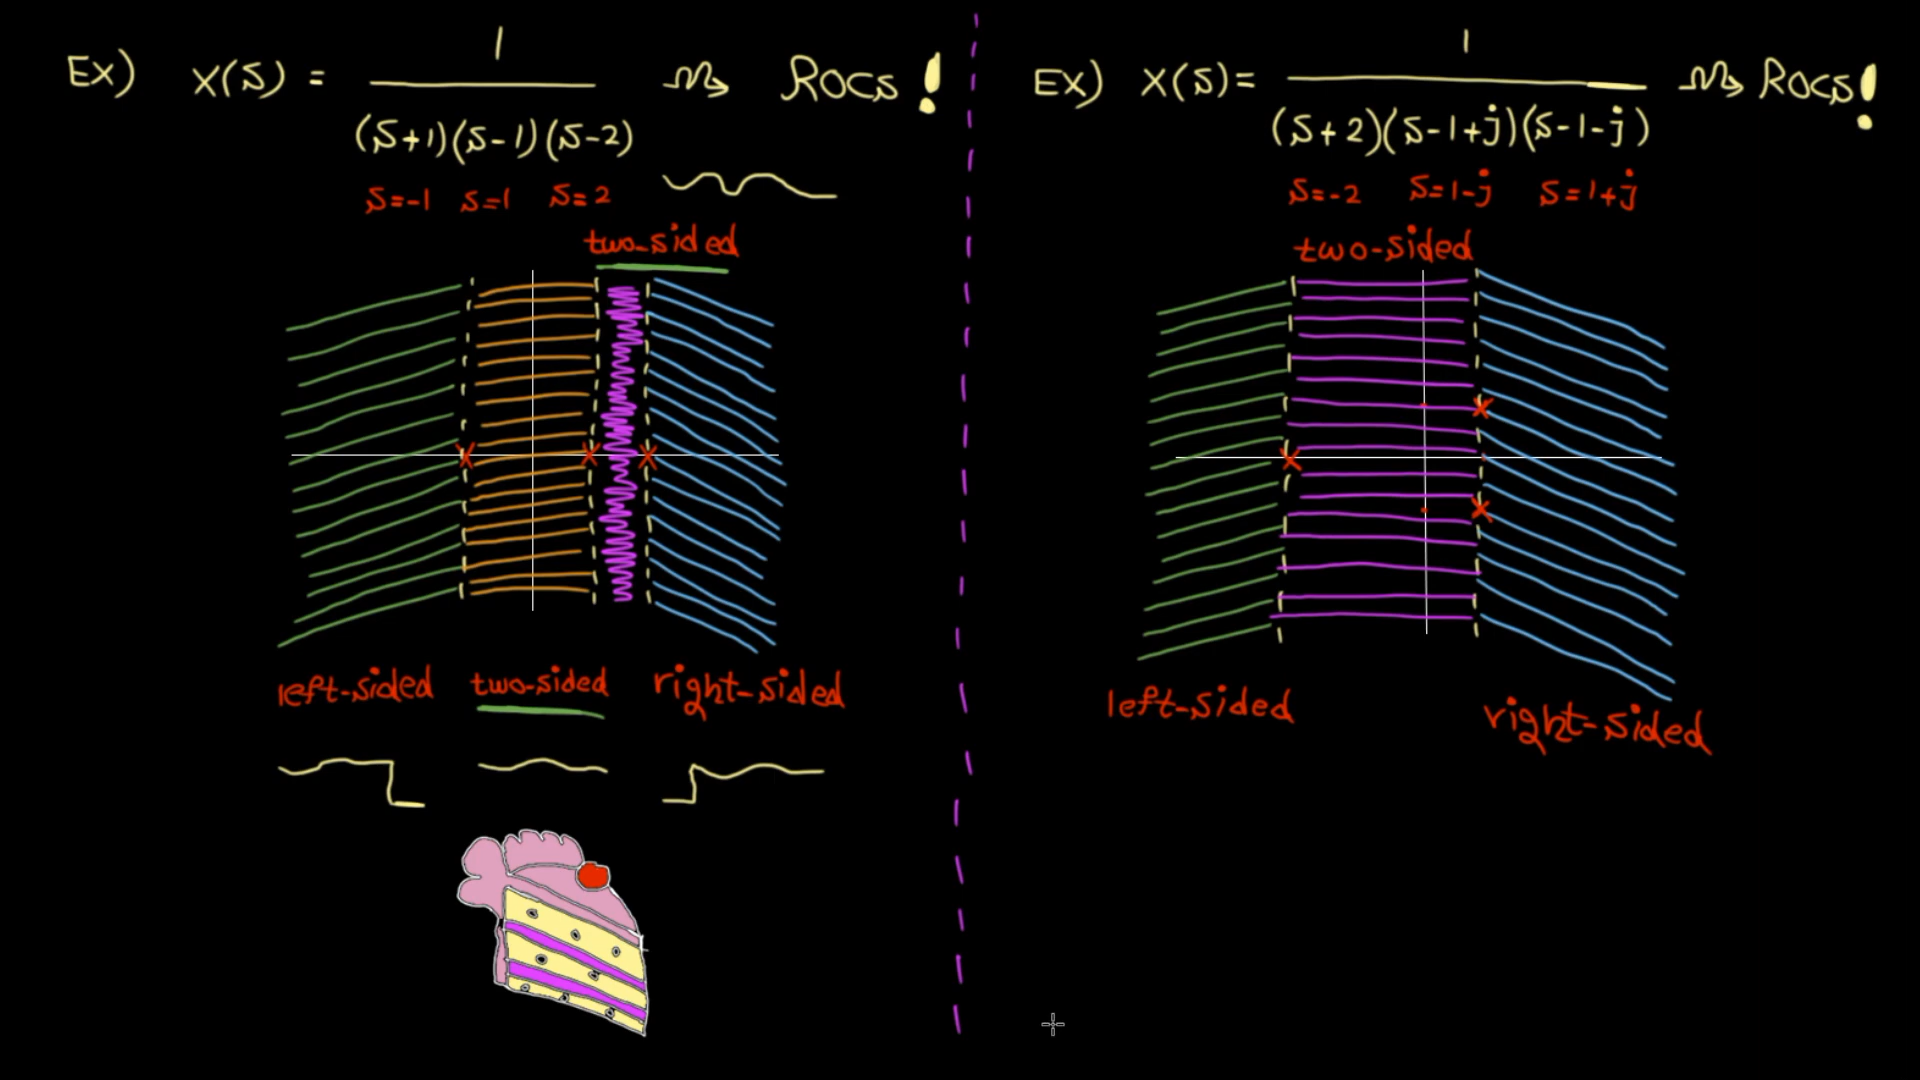 Ex) X(s) = 1 / (s+1)(s-1)(s-2) ROCs!
s=-1 s=1 s=2
two-sided
left-sided two-sided right-sided
Ex) X(s) = 1 / (s+2)(s-1+j)(s-1-j) ROCs!
s=-2 s=1-j s=1+j
two-sided
left-sided right-sided